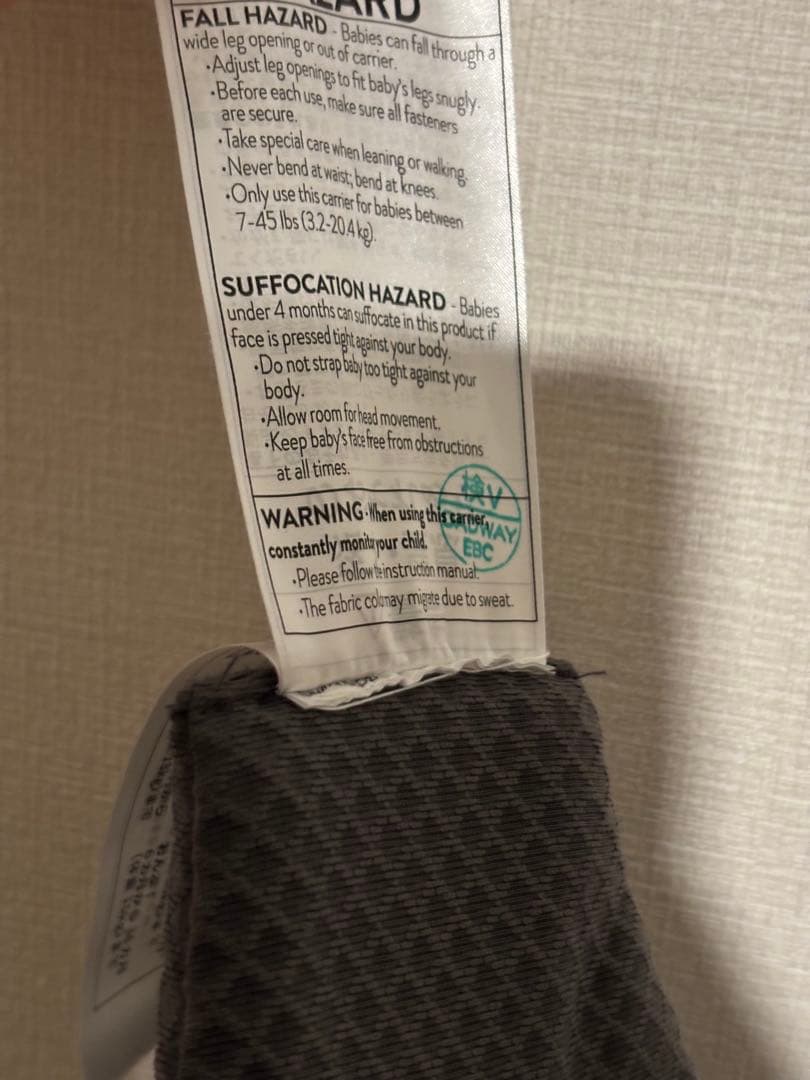 FALL HAZARD - Babies can fall through a
wide leg opening or out of carrier.
•Adjust leg openings to fit baby's legs snugly.
•Before each use, make sure all fasteners
are secure.
•Take special care when leaning or walking.
•Never bend at waist; bend at knees.
•Only use this carrier for babies between
7-45 lbs (3.2-20.4 kg).
SUFFOCATION HAZARD - Babies
under 4 months can suffocate in this product if
face is pressed tight against your body.
•Do not strap baby too tight against your
body.
•Allow room for head movement.
•Keep baby's face free from obstructions
at all times.
検V
WARNING-When using this carrier,
constantly monitor your child.
EBC
•Please follow the instruction manual.
•The fabric color may migrate due to sweat.